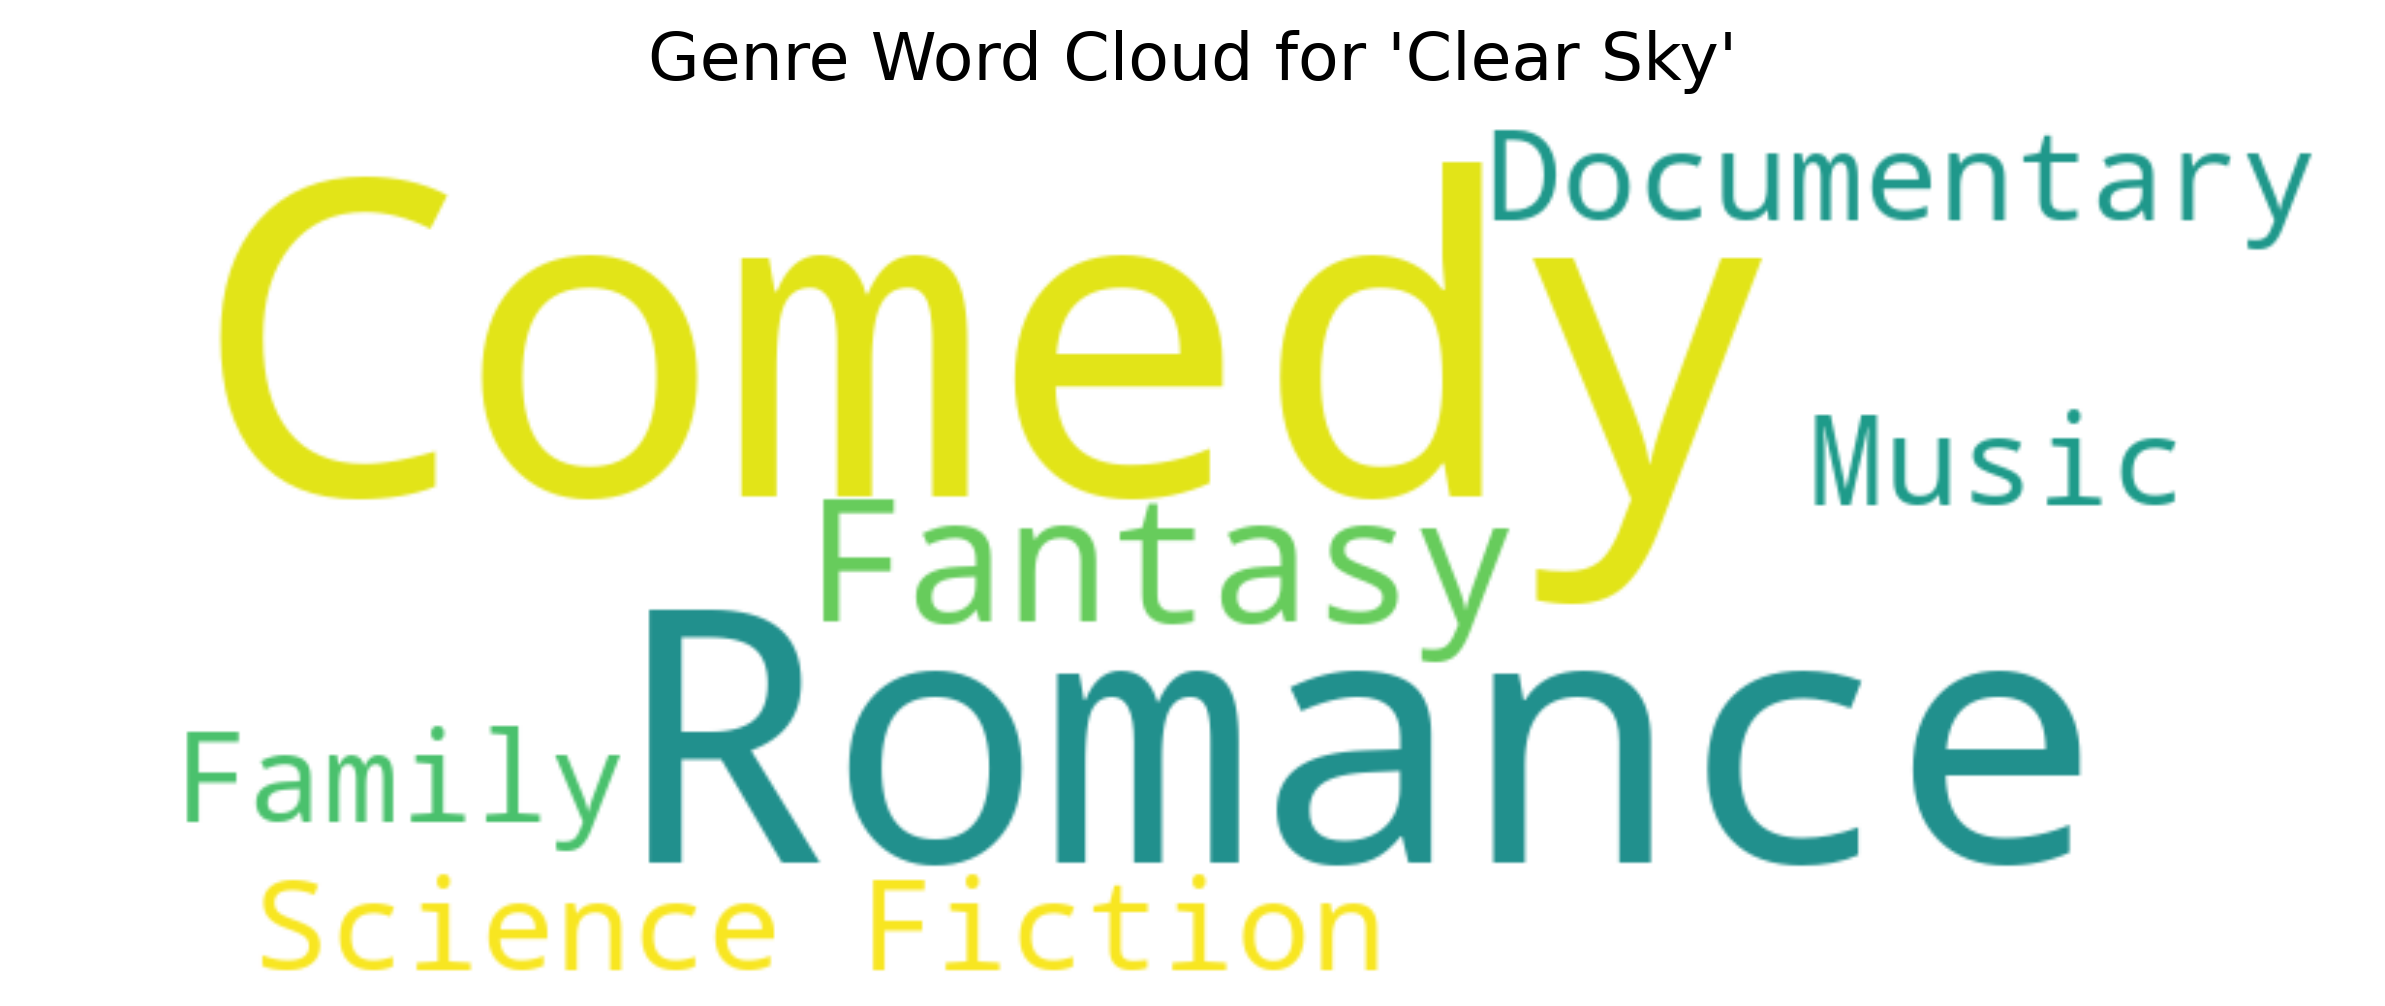 Genre Word Cloud for 'Clear Sky'
Documentary
Comedy
Music
Fantasy
Romance
Family
Science Fiction